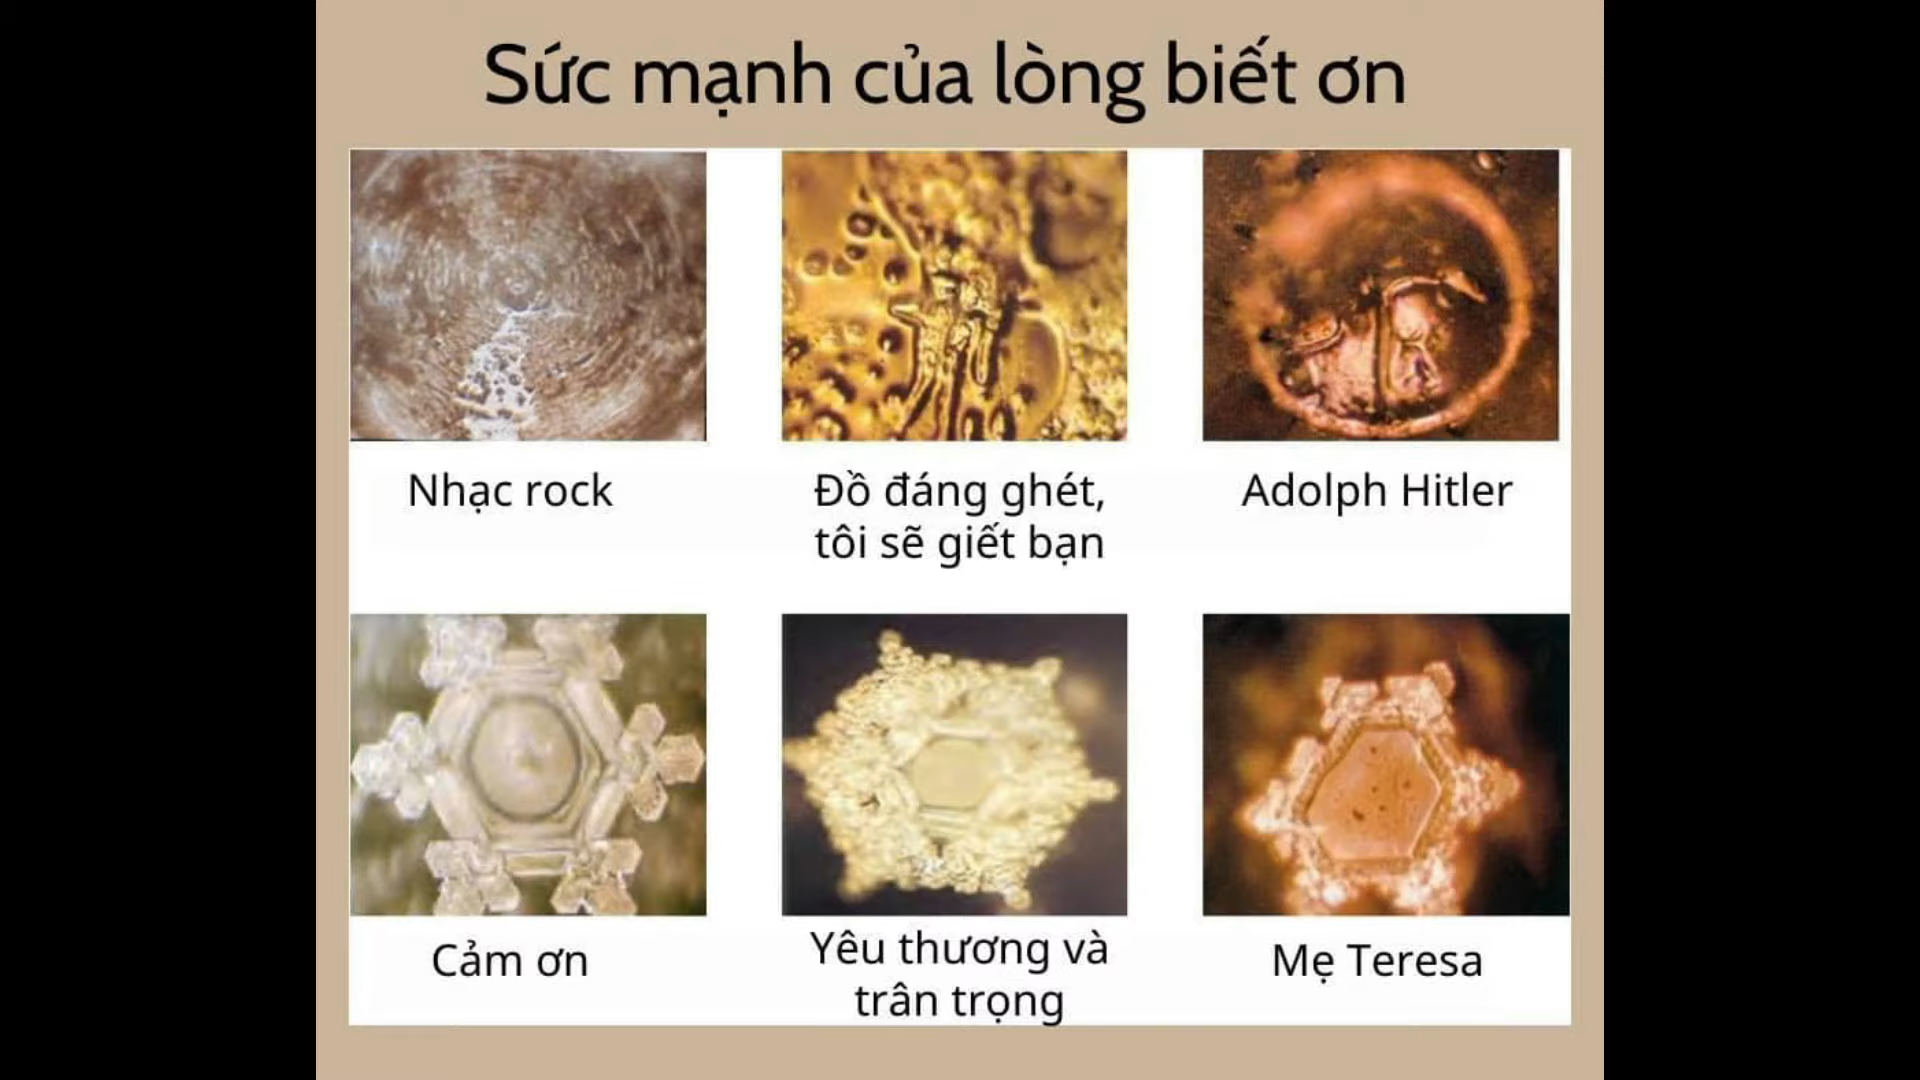 Sức mạnh của lòng biết ơn
Nhạc rock
Đồ đáng ghét,
tôi sẽ giết bạn
Adolph Hitler
Cảm ơn
Yêu thương và
trân trọng
Mẹ Teresa